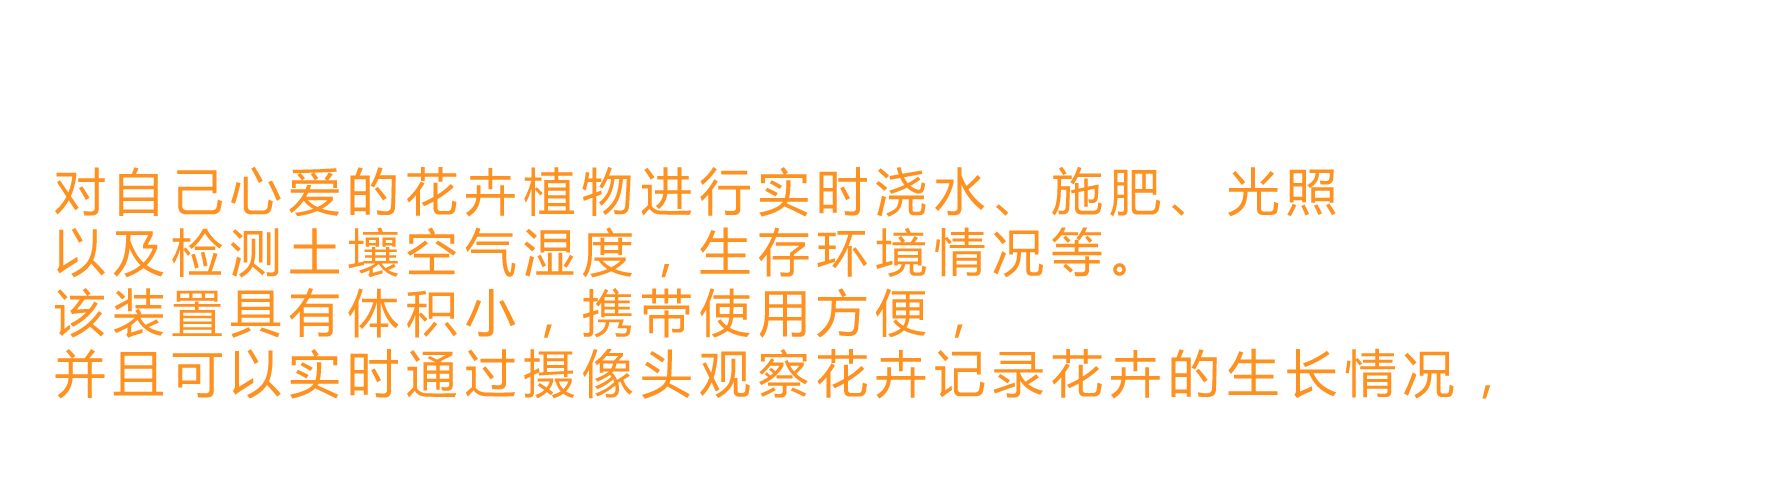 对自己心爱的花卉植物进行实时浇水、施肥、光照
以及检测土壤空气湿度，生存环境情况等。
该装置具有体积小，携带使用方便，
并且可以实时通过摄像头观察花卉记录花卉的生长情况，